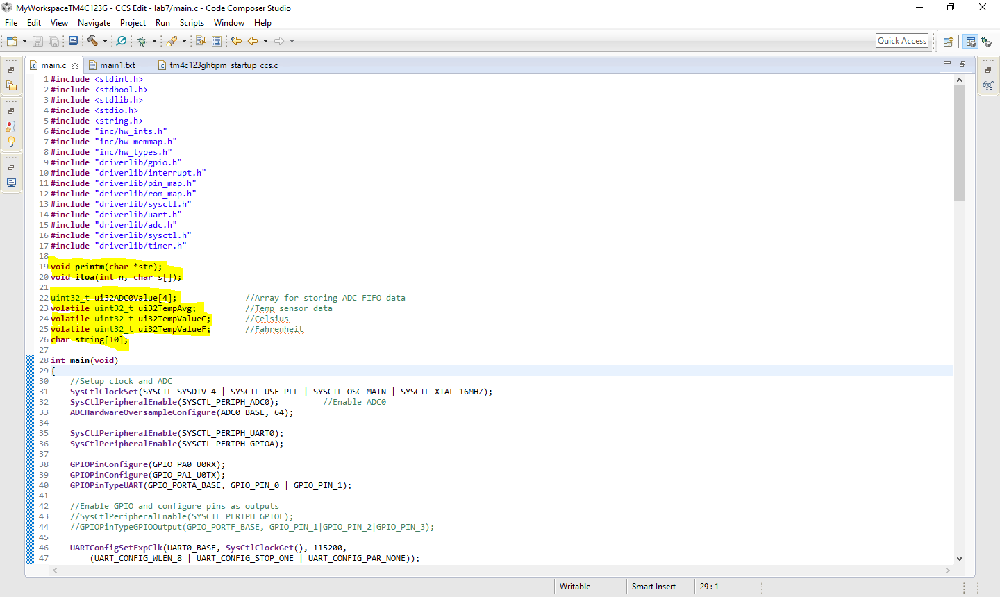 MyWorkspaceTM4C123G - CCS Edit - lab7/main.c - Code Composer Studio
File Edit View Navigate Project Run Scripts Window Help
Quick Access
main.c main1.txt tm4c123gh6pm_startup_ccs.c
1 #include <stdint.h>
2 #include <stdbool.h>
3 #include <stdlib.h>
4 #include <stdio.h>
5 #include <string.h>
6 #include "inc/hw_ints.h"
7 #include "inc/hw_memmap.h"
8 #include "inc/hw_types.h"
9 #include "driverlib/gpio.h"
10 #include "driverlib/interrupt.h"
11 #include "driverlib/pin_map.h"
12 #include "driverlib/rom_map.h"
13 #include "driverlib/sysctl.h"
14 #include "driverlib/uart.h"
15 #include "driverlib/adc.h"
16 #include "driverlib/sysctl.h"
17 #include "driverlib/timer.h"
18
19 void printm(char *str);
20 void itoa(int n, char s[]);
21
22 uint32_t ui32ADC0Value[4]; //Array for storing ADC FIFO data
23 volatile uint32_t ui32TempAvg; //Temp sensor data
24 volatile uint32_t ui32TempValueC; //Celsius
25 volatile uint32_t ui32TempValueF; //Fahrenheit
26 char string[10];
27
28 int main(void)
29 {
30 //Setup clock and ADC
31 SysCtlClockSet(SYSCTL_SYSDIV_4 | SYSCTL_USE_PLL | SYSCTL_OSC_MAIN | SYSCTL_XTAL_16MHZ);
32 SysCtlPeripheralEnable(SYSCTL_PERIPH_ADC0); //Enable ADC0
33 ADCHardwareOversampleConfigure(ADC0_BASE, 64);
34
35 SysCtlPeripheralEnable(SYSCTL_PERIPH_UART0);
36 SysCtlPeripheralEnable(SYSCTL_PERIPH_GPIOA);
37
38 GPIOPinConfigure(GPIO_PA0_U0RX);
39 GPIOPinConfigure(GPIO_PA1_U0TX);
40 GPIOPinTypeUART(GPIO_PORTA_BASE, GPIO_PIN_0 | GPIO_PIN_1);
41
42 //Enable GPIO and configure pins as outputs
43 //SysCtlPeripheralEnable(SYSCTL_PERIPH_GPIOF);
44 //GPIOPinTypeGPIOOutput(GPIO_PORTF_BASE, GPIO_PIN_1|GPIO_PIN_2|GPIO_PIN_3);
45
46 UARTConfigSetExpClk(UART0_BASE, SysCtlClockGet(), 115200,
47 (UART_CONFIG_WLEN_8 | UART_CONFIG_STOP_ONE | UART_CONFIG_PAR_NONE));
Writable Smart Insert 29 : 1